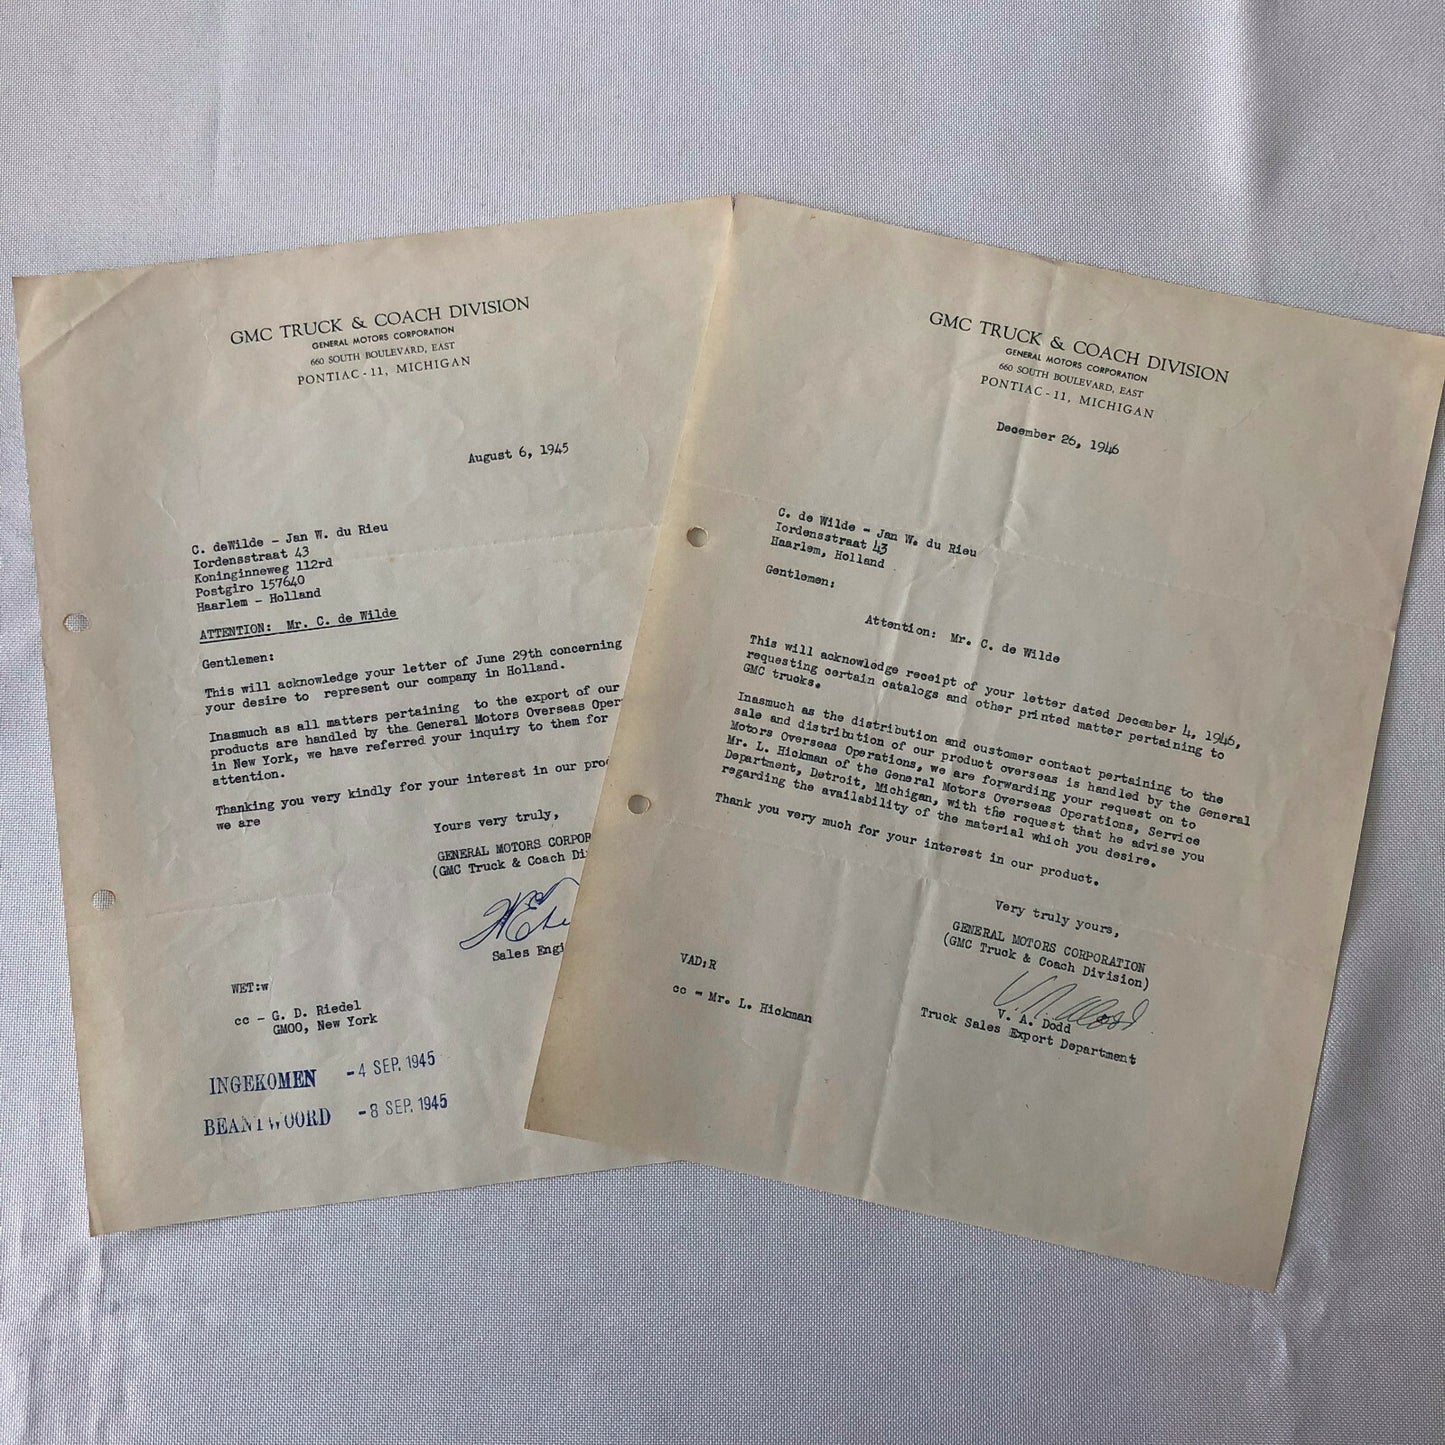 GMC TRUCK & COACH DIVISION
GENERAL MOTORS CORPORATION
660 SOUTH BOULEVARD, EAST
PONTIAC - 11, MICHIGAN
August 6, 1945
C. deWilde - Jan W. du Rieu
Iordensstraat 43
Koninginneweg 112rd
Postgiro 157640
Haarlem - Holland
ATTENTION: Mr. C. de Wilde
Gentlemen:
This will acknowledge your letter of June 29th concerning
your desire to represent our company in Holland.
Inasmuch as all matters pertaining to the export of our
products are handled by the General Motors Overseas Oper
in New York, we have referred your inquiry to them for
attention.
Thanking you very kindly for your interest in our pro
we are
Yours very truly,
GENERAL MOTORS CORPOR
(GMC Truck & Coach Di
Sales Engi
WET:w
cc - G. D. Riedel
GMOO, New York
INGEKOMEN -4 SEP. 1945
BEANTWOORD -8 SEP. 1945
GMC TRUCK & COACH DIVISION
GENERAL MOTORS CORPORATION
660 SOUTH BOULEVARD, EAST
PONTIAC - 11, MICHIGAN
December 26, 1946
C. de Wilde - Jan W. du Rieu
Iordensstraat 43
Haarlem, Holland
Gentlemen:
Attention: Mr. C. de Wilde
This will acknowledge receipt of your letter dated December 4, 1946,
requesting certain catalogs and other printed matter pertaining to
GMC trucks.
Inasmuch as the distribution and customer contact pertaining to the
sale and distribution of our product overseas is handled by the General
Motors Overseas Operations, we are forwarding your request on to
Mr. L. Hickman of the General Motors Overseas Operations, Service
Department, Detroit, Michigan, with the request that he advise you
regarding the availability of the material which you desire.
Thank you very much for your interest in our product.
Very truly yours,
GENERAL MOTORS CORPORATION
(GMC Truck & Coach Division)
V. A. Dodd
V. A. Dodd
Truck Sales Export Department
VAD;R
cc - Mr. L. Hickman